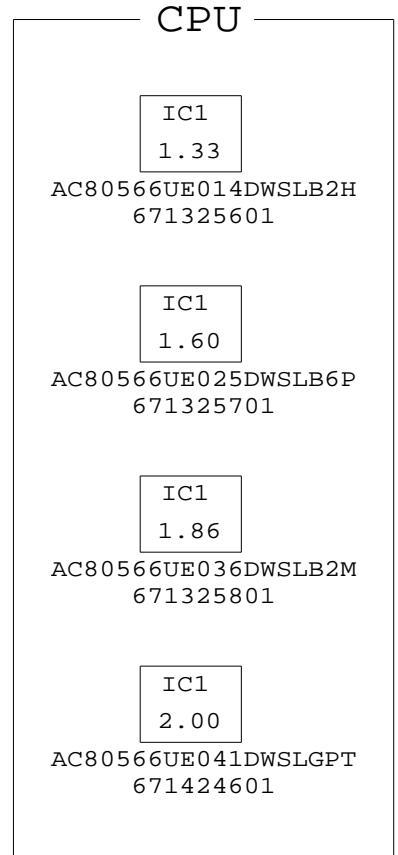 CPU
IC1
1.33
AC80566UE014DWSLB2H
671325601
IC1
1.60
AC80566UE025DWSLB6P
671325701
IC1
1.86
AC80566UE036DWSLB2M
671325801
IC1
2.00
AC80566UE041DWSLGPT
671424601